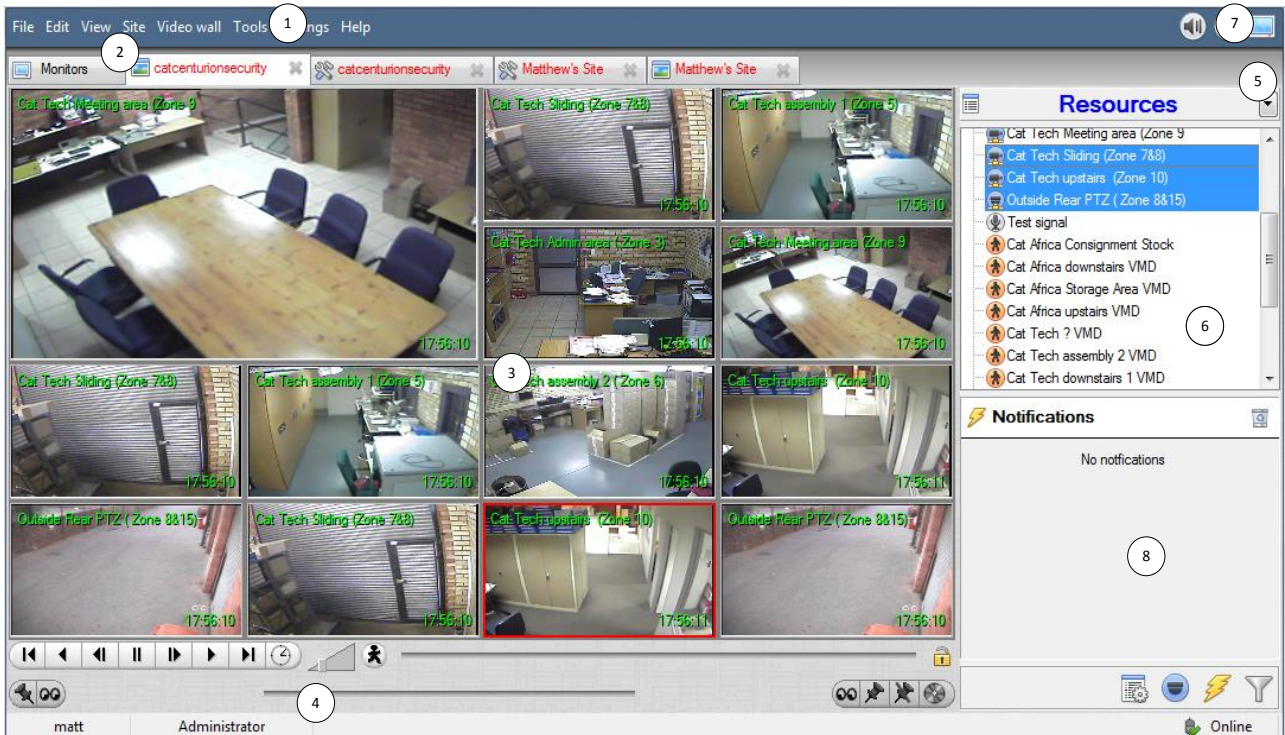 File Edit View Site Video wall Tools 1 ngs Help
7
2
Monitors catcenturionsecurity catcenturionsecurity Matthew's Site Matthew's Site
5
Cat Tech Meeting area (Zone 9
17:56:10
Cat Tech Sliding (Zone 7&8)
17:56:10
Cat Tech assembly 1 (Zone 5)
17:56:10
Cat Tech Admin area ( Zone 3)
17:56:10
Cat Tech Meeting area (Zone 9
17:56:10
Cat Tech Sliding (Zone 7&8)
17:56:10
Cat Tech assembly 1 (Zone 5)
17:56:10
3
ch assembly 2 ( Zone 6)
17:56:10
Cat Tech upstairs (Zone 10)
17:56:11
Outside Rear PTZ ( Zone 8&15)
17:56:10
Cat Tech Sliding (Zone 7&8)
17:56:10
Cat Tech upstairs (Zone 10)
17:56:11
Outside Rear PTZ ( Zone 8&15)
17:56:10
4
Resources
Cat Tech Meeting area (Zone 9
Cat Tech Sliding (Zone 7&8)
Cat Tech upstairs (Zone 10)
Outside Rear PTZ ( Zone 8&15)
Test signal
Cat Africa Consignment Stock
Cat Africa downstairs VMD
Cat Africa Storage Area VMD
Cat Africa upstairs VMD
Cat Tech ? VMD
Cat Tech assembly 2 VMD
Cat Tech downstairs 1 VMD
6
Notifications
No notfications
8
matt Administrator Online